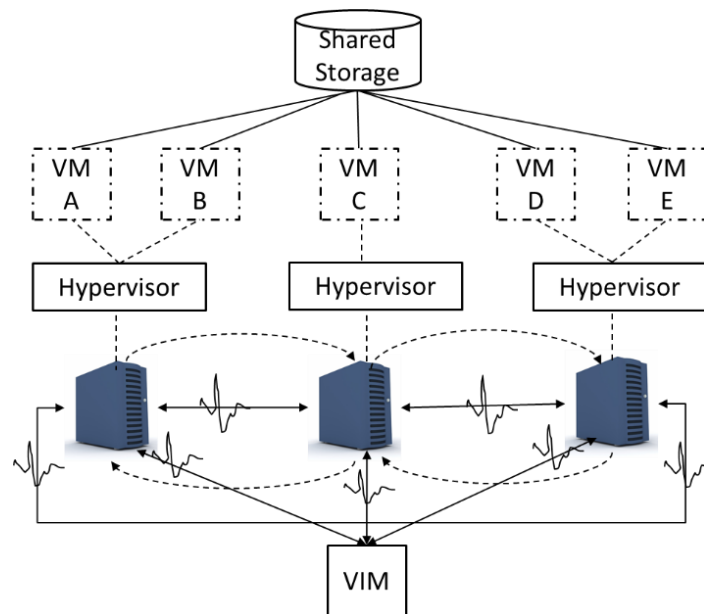 Shared
Storage
VM
A
VM
B
VM
C
VM
D
VM
E
Hypervisor
Hypervisor
Hypervisor
VIM